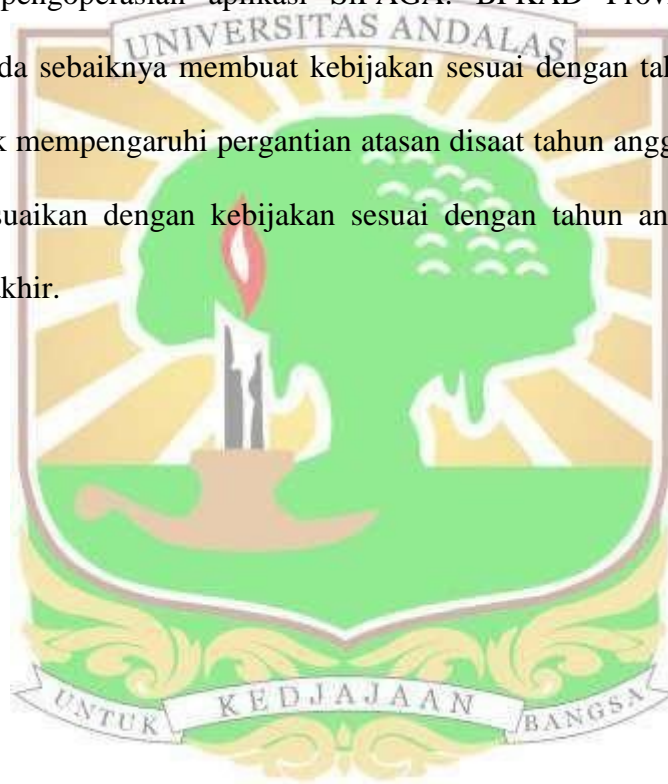 pengoperasian aplikasi SIPAGA. BPKAD Prov
UNIVERSITAS ANDALAS
da sebaiknya membuat kebijakan sesuai dengan tah
k mempengaruhi pergantian atasan disaat tahun angg
suaikan dengan kebijakan sesuai dengan tahun an
akhir.
UNTUK KEDJAJAAN BANGSA